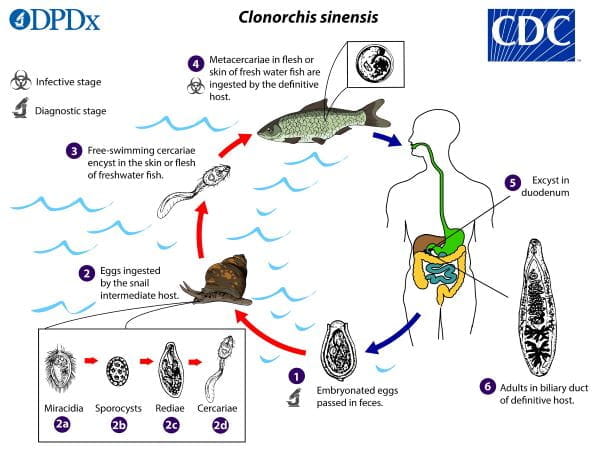 DPDx
Clonorchis sinensis
CDC
TM
Infective stage
Diagnostic stage
4
Metacercariae in flesh or
skin of fresh water fish are
ingested by the definitive
host.
3
Free-swimming cercariae
encyst in the skin or flesh
of freshwater fish.
5
Excyst in
duodenum
2
Eggs ingested
by the snail
intermediate host.
1
Embryonated eggs
passed in feces.
6
Adults in biliary duct
of definitive host.
Miracidia
Sporocysts
Rediae
Cercariae
2a
2b
2c
2d